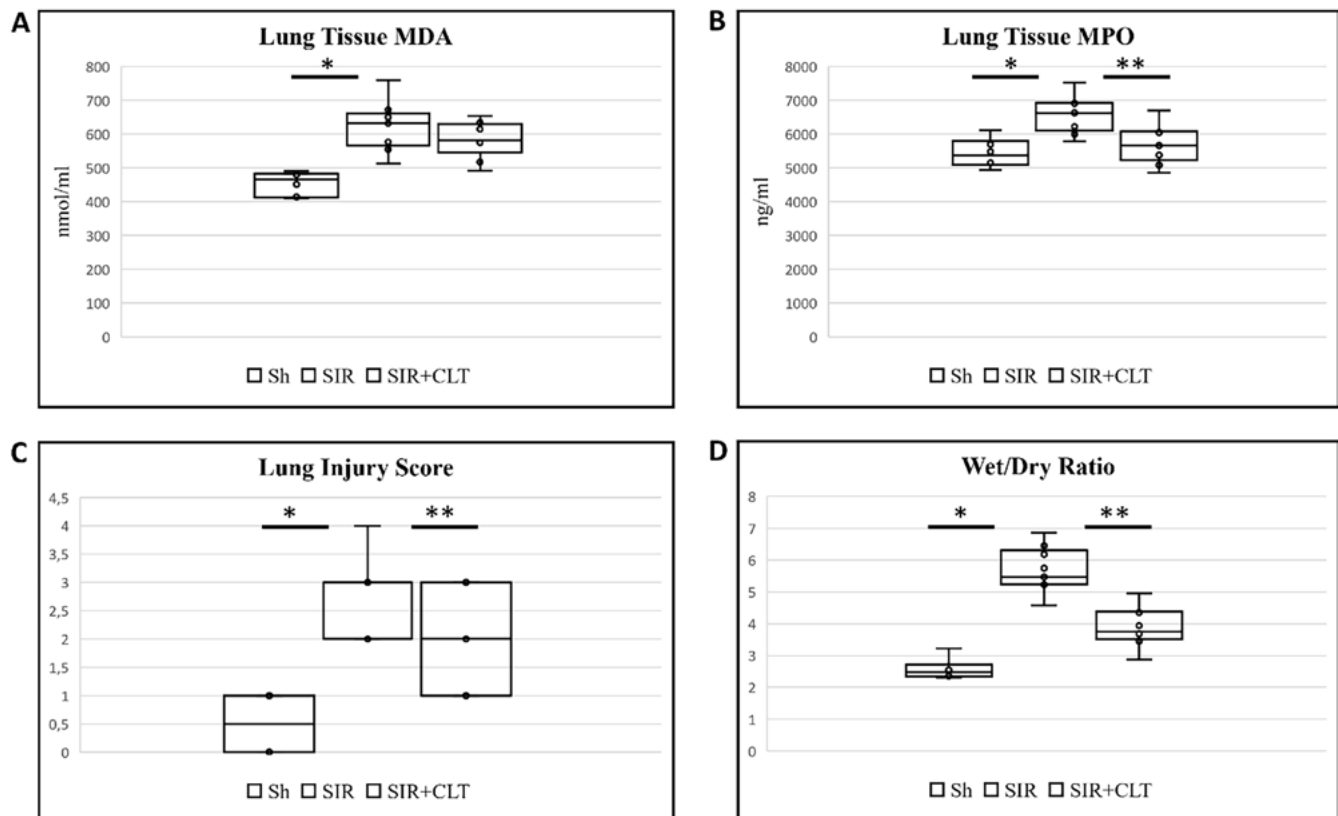 A
Lung Tissue MDA
*
800
700
600
500
400
300
200
100
0
nmol/ml
Sh SIR SIR+CLT
B
Lung Tissue MPO
* **
8000
7000
6000
5000
4000
3000
2000
1000
0
ng/ml
Sh SIR SIR+CLT
C
Lung Injury Score
* **
4,5
4
3,5
3
2,5
2
1,5
1
0,5
0
Sh SIR SIR+CLT
D
Wet/Dry Ratio
* **
8
7
6
5
4
3
2
1
0
Sh SIR SIR+CLT